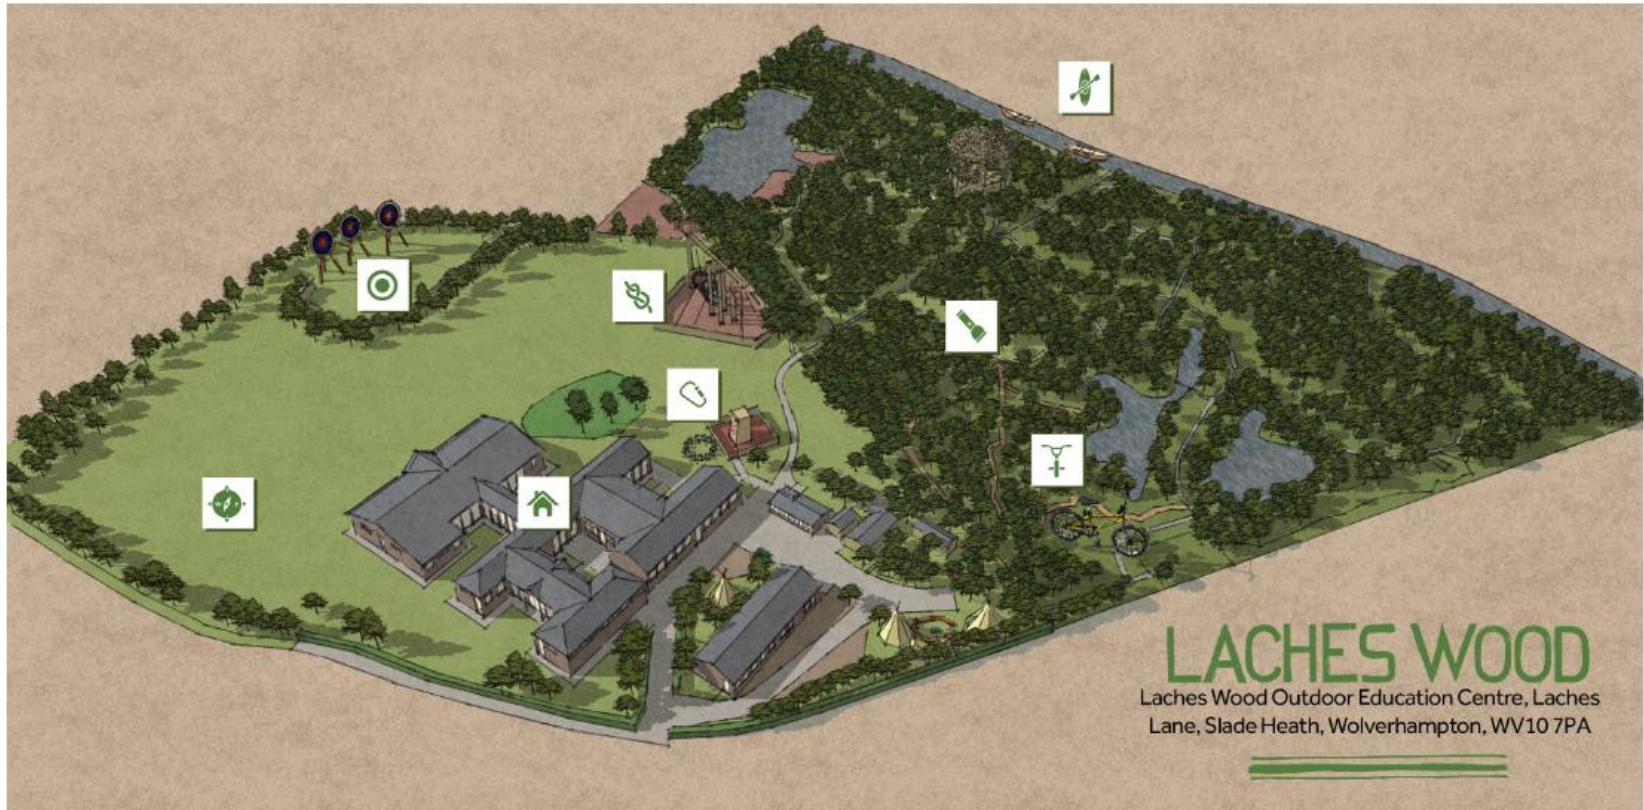 LACHES WOOD
Laches Wood Outdoor Education Centre, Laches
Lane, Slade Heath, Wolverhampton, WV10 7PA